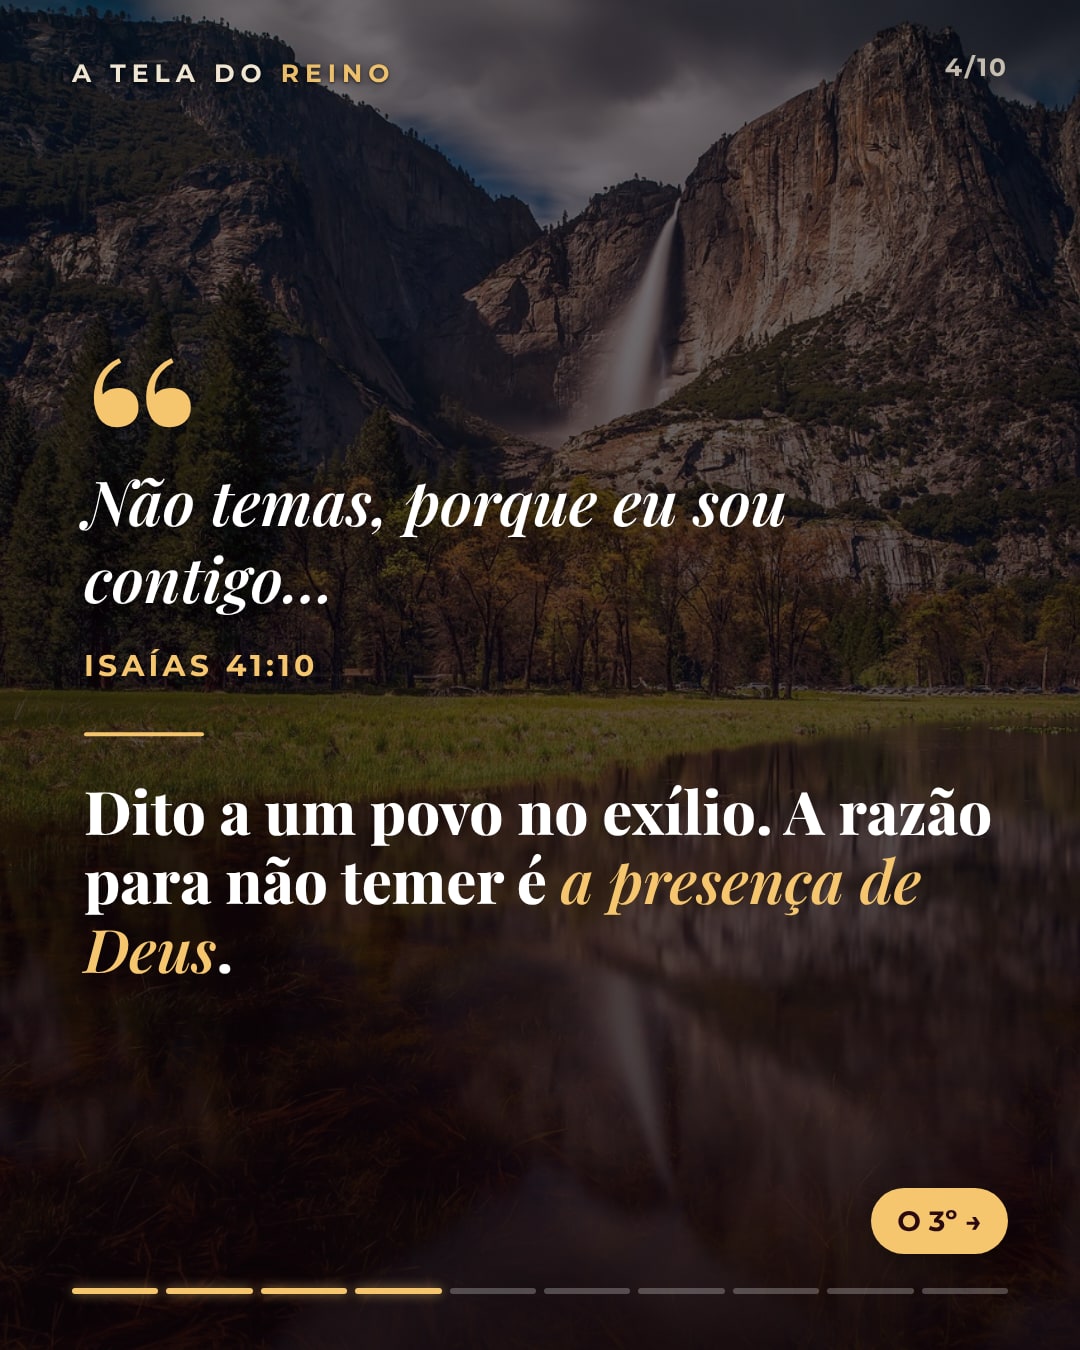 A TELA DO REINO
4/10
“
Não temas, porque eu sou
contigo...
ISAÍAS 41:10
Dito a um povo no exílio. A razão
para não temer é a presença de
Deus.
O 3º →